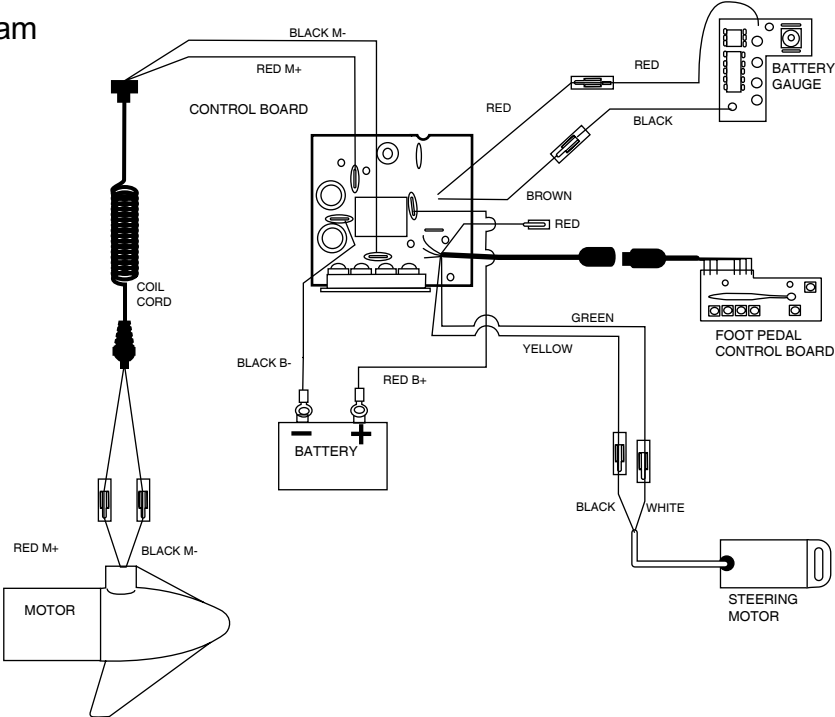 am
BLACK M-
RED M+
CONTROL BOARD
RED
RED
BATTERY
GAUGE
BLACK
BROWN
RED
COIL
CORD
GREEN
YELLOW
FOOT PEDAL
CONTROL BOARD
BLACK B-
RED B+
BATTERY
BLACK
WHITE
RED M+
BLACK M-
MOTOR
STEERING
MOTOR